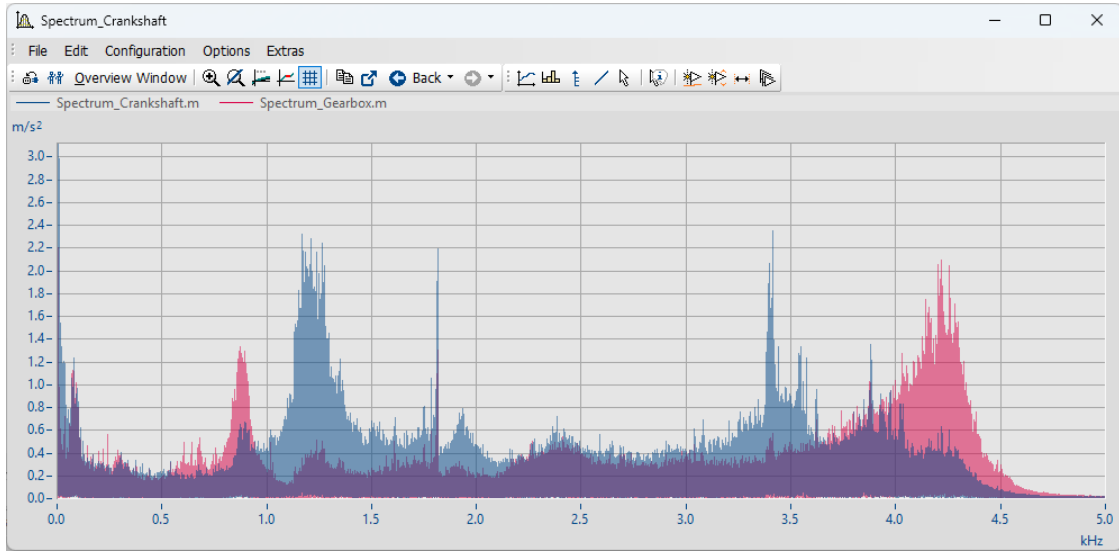 Spectrum_Crankshaft
File Edit Configuration Options Extras
Overview Window Back
Spectrum_Crankshaft.m Spectrum_Gearbox.m
m/s²
3.0
2.8
2.6
2.4
2.2
2.0
1.8
1.6
1.4
1.2
1.0
0.8
0.6
0.4
0.2
0.0
0.0 0.5 1.0 1.5 2.0 2.5 3.0 3.5 4.0 4.5 5.0
kHz